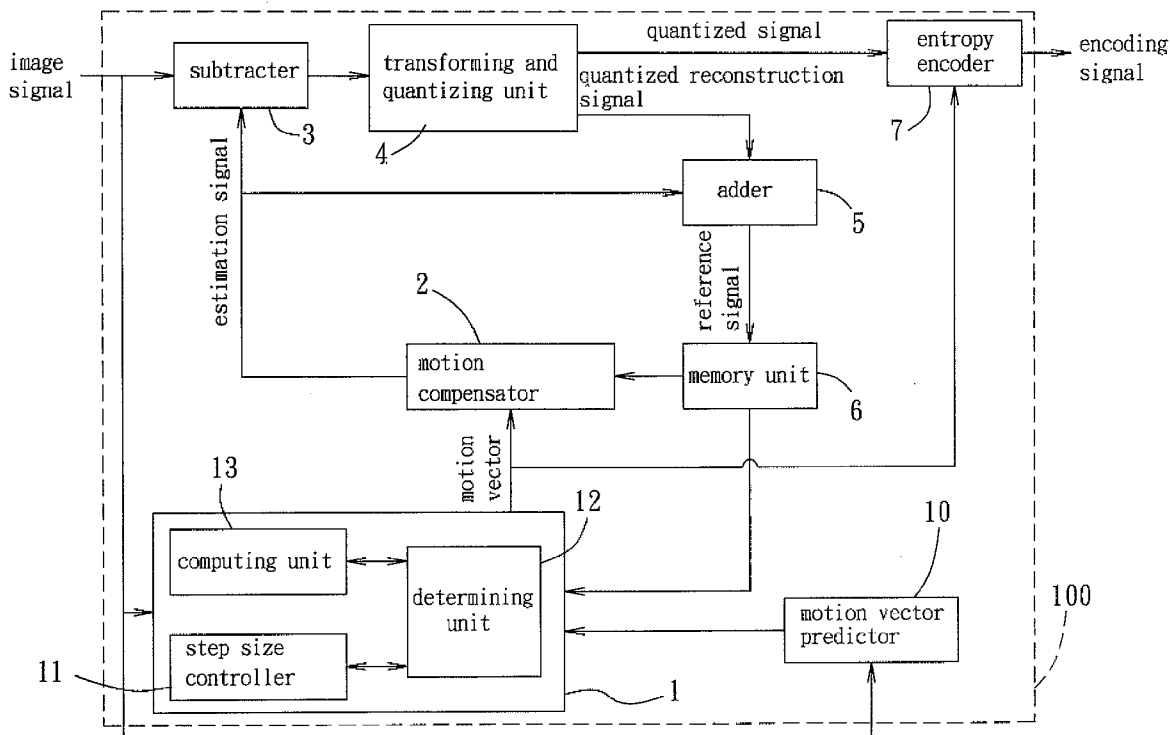 image
signal
subtracter
3
transforming and
quantizing unit
4
quantized signal
quantized reconstruction
signal
entropy
encoder
7
encoding
signal
adder
5
estimation signal
reference
signal
2
motion
compensator
memory unit
6
motion
vector
13
computing unit
12
determining
unit
step size
controller
11
1
10
motion vector
predictor
100